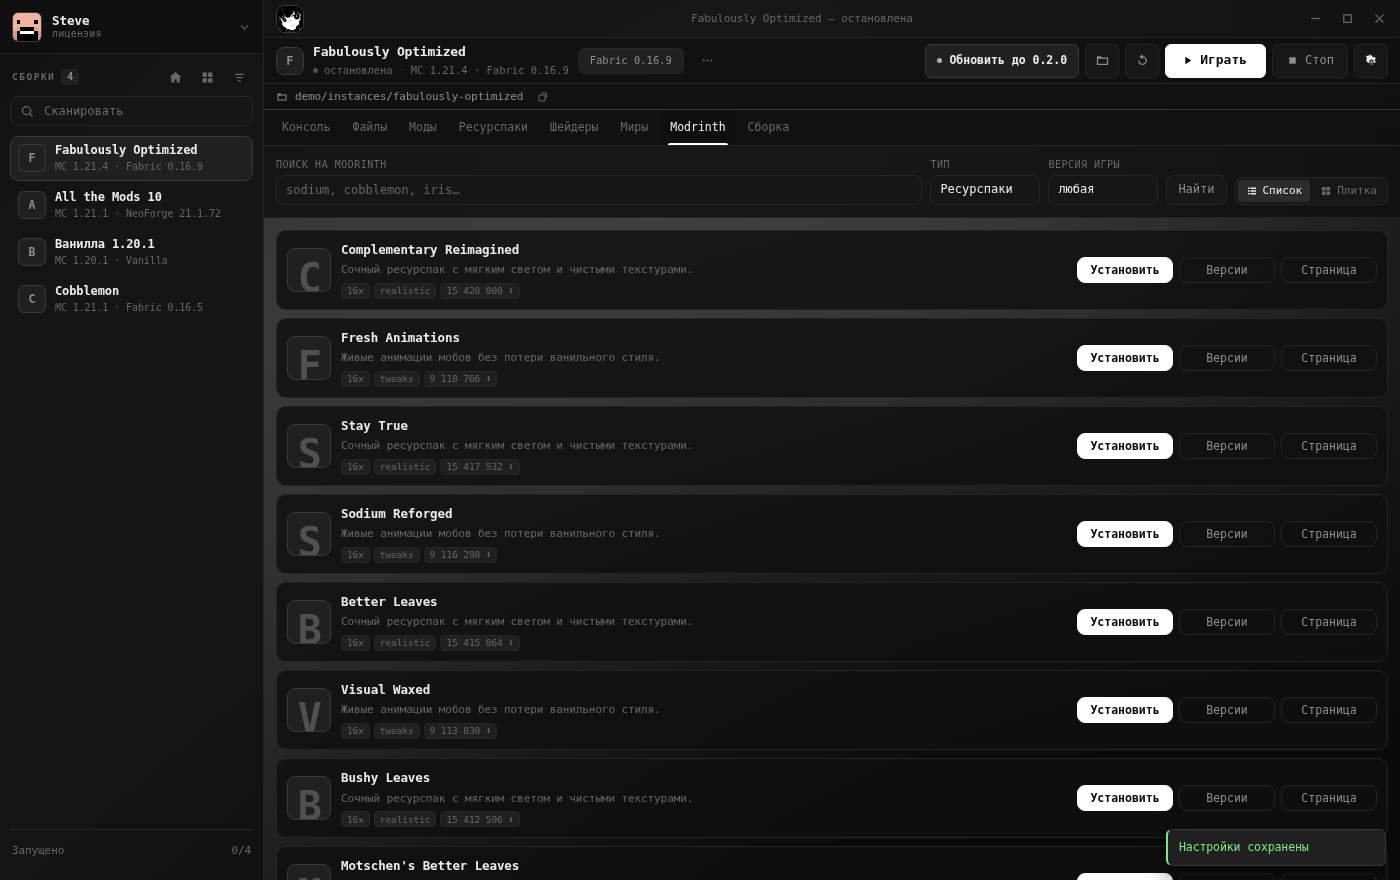 Steve
лицензия
Fabulously Optimized — остановлена
F
Fabulously Optimized
остановлена · MC 1.21.4 · Fabric 0.16.9
Fabric 0.16.9
Обновить до 0.2.0
Играть
Стоп
СБОРКИ 4
Сканировать
demo/instances/fabulously-optimized
Консоль Файлы Моды Ресурспаки Шейдеры Миры Modrinth Сборка
F
Fabulously Optimized
MC 1.21.4 · Fabric 0.16.9
A
All the Mods 10
MC 1.21.1 · NeoForge 21.1.72
В
Ванилла 1.20.1
MC 1.20.1 · Vanilla
C
Cobblemon
MC 1.21.1 · Fabric 0.16.5
Запущено 0/4
ПОИСК НА MODRINTH
sodium, cobblemon, iris…
ТИП
Ресурспаки
ВЕРСИЯ ИГРЫ
любая
Найти
Список
Плитка
C
Complementary Reimagined
Сочный ресурспак с мягким светом и чистыми текстурами.
16x realistic 15 420 000 ⬇
Установить Версии Страница
F
Fresh Animations
Живые анимации мобов без потери ванильного стиля.
16x tweaks 9 118 766 ⬇
Установить Версии Страница
S
Stay True
Сочный ресурспак с мягким светом и чистыми текстурами.
16x realistic 15 417 532 ⬇
Установить Версии Страница
S
Sodium Reforged
Живые анимации мобов без потери ванильного стиля.
16x tweaks 9 116 298 ⬇
Установить Версии Страница
B
Better Leaves
Сочный ресурспак с мягким светом и чистыми текстурами.
16x realistic 15 415 064 ⬇
Установить Версии Страница
V
Visual Waxed
Живые анимации мобов без потери ванильного стиля.
16x tweaks 9 113 830 ⬇
Установить Версии Страница
B
Bushy Leaves
Сочный ресурспак с мягким светом и чистыми текстурами.
16x realistic 15 412 596 ⬇
Установить Версии Страница
Motschen's Better Leaves
Настройки сохранены